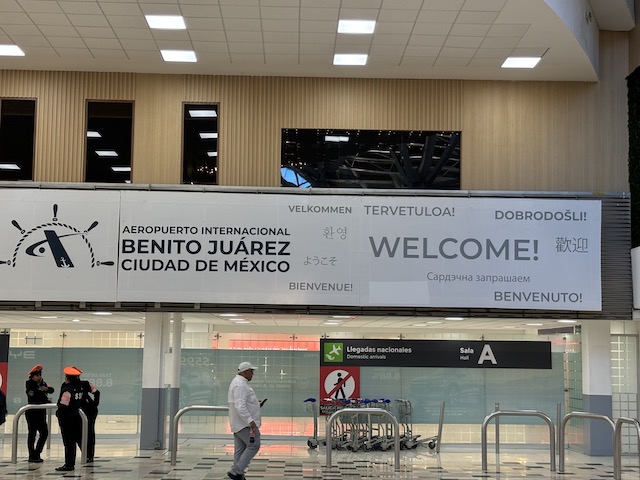 AEROPUERTO INTERNACIONAL
BENITO JUÁREZ
CIUDAD DE MÉXICO
VELKOMMEN
TERVETULOA!
DOBRODOŠLI!
환영
WELCOME!
歡迎
ようこそ
Сардэчна запрашаем
BIENVENUE!
BENVENUTO!
Llegadas nacionales
Domestic arrivals
Sala
Hall
A